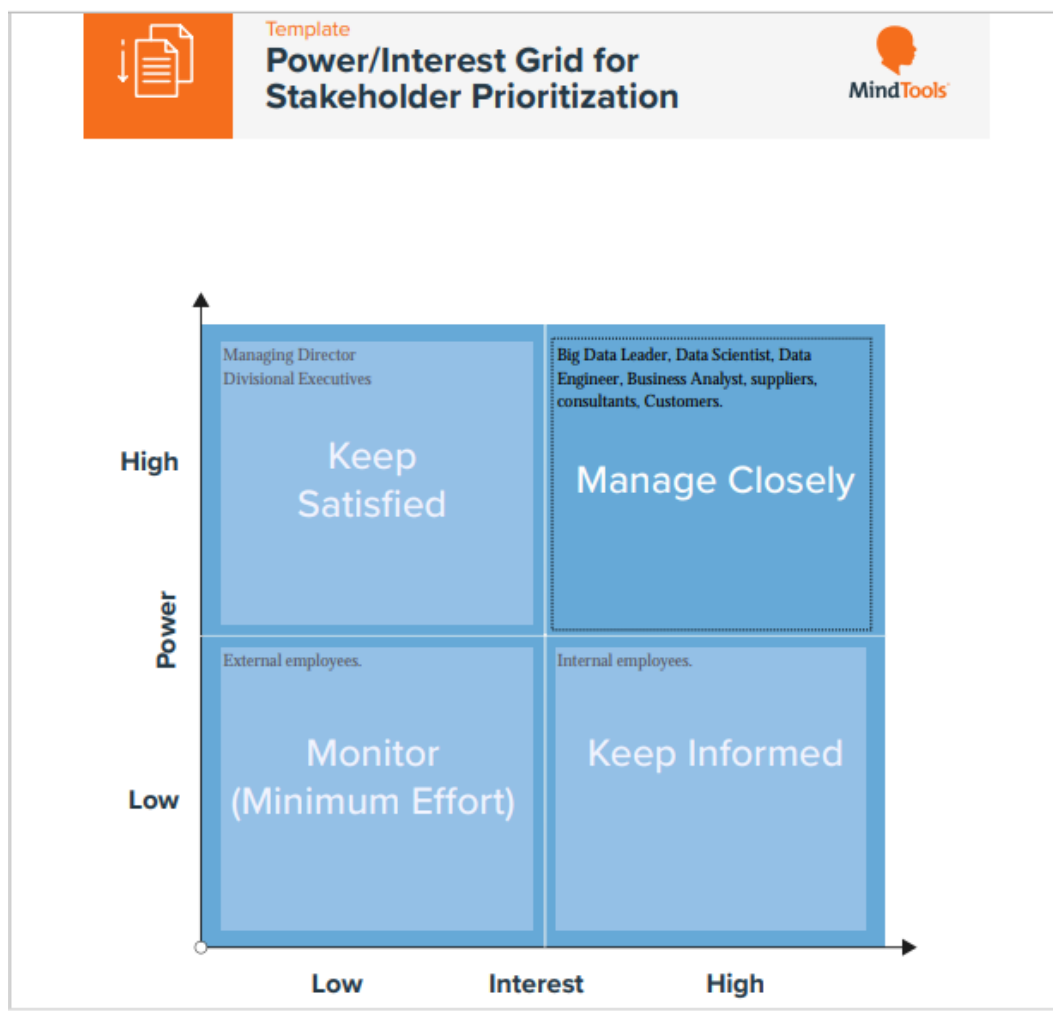 Template
Power/Interest Grid for
Stakeholder Prioritization
MindTools
Managing Director
Divisional Executives
Keep
Satisfied
Big Data Leader, Data Scientist, Data
Engineer, Business Analyst, suppliers,
consultants, Customers.
Manage Closely
High
Power
External employees.
Monitor
(Minimum Effort)
Internal employees.
Keep Informed
Low
Low
Interest
High